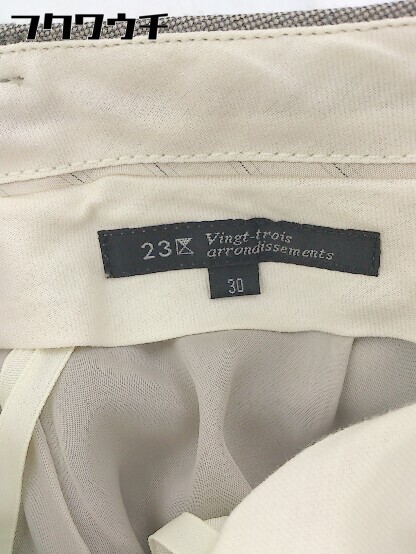 フクワウチ
23区 Vingt-trois
arrondissements
30